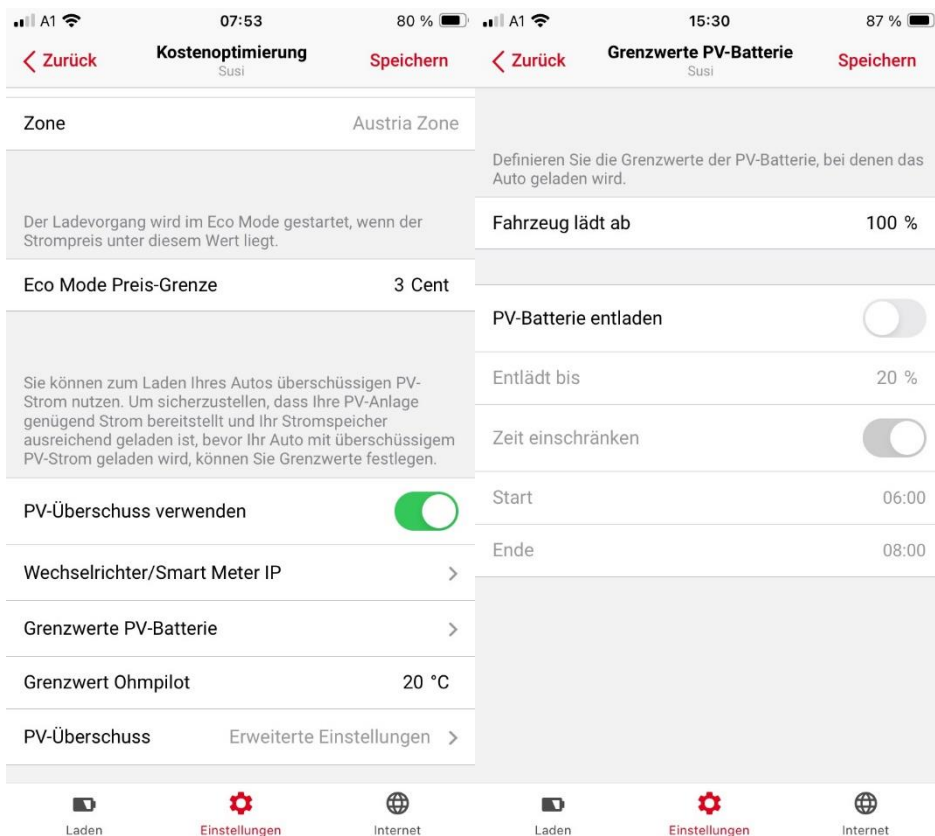 A1
07:53
80 %
Zurück
Kostenoptimierung
Susi
Speichern
Zone
Austria Zone
Der Ladevorgang wird im Eco Mode gestartet, wenn der
Strompreis unter diesem Wert liegt.
Eco Mode Preis-Grenze
3 Cent
Sie können zum Laden Ihres Autos überschüssigen PV-
Strom nutzen. Um sicherzustellen, dass Ihre PV-Anlage
genügend Strom bereitstellt und Ihr Stromspeicher
ausreichend geladen ist, bevor Ihr Auto mit überschüssigem
PV-Strom geladen wird, können Sie Grenzwerte festlegen.
PV-Überschuss verwenden
Wechselrichter/Smart Meter IP
Grenzwerte PV-Batterie
Grenzwert Ohmpilot
20 °C
PV-Überschuss
Erweiterte Einstellungen
Laden
Einstellungen
Internet
A1
15:30
87 %
Zurück
Grenzwerte PV-Batterie
Susi
Speichern
Definieren Sie die Grenzwerte der PV-Batterie, bei denen das
Auto geladen wird.
Fahrzeug lädt ab
100 %
PV-Batterie entladen
Entlädt bis
20 %
Zeit einschränken
Start
06:00
Ende
08:00
Laden
Einstellungen
Internet